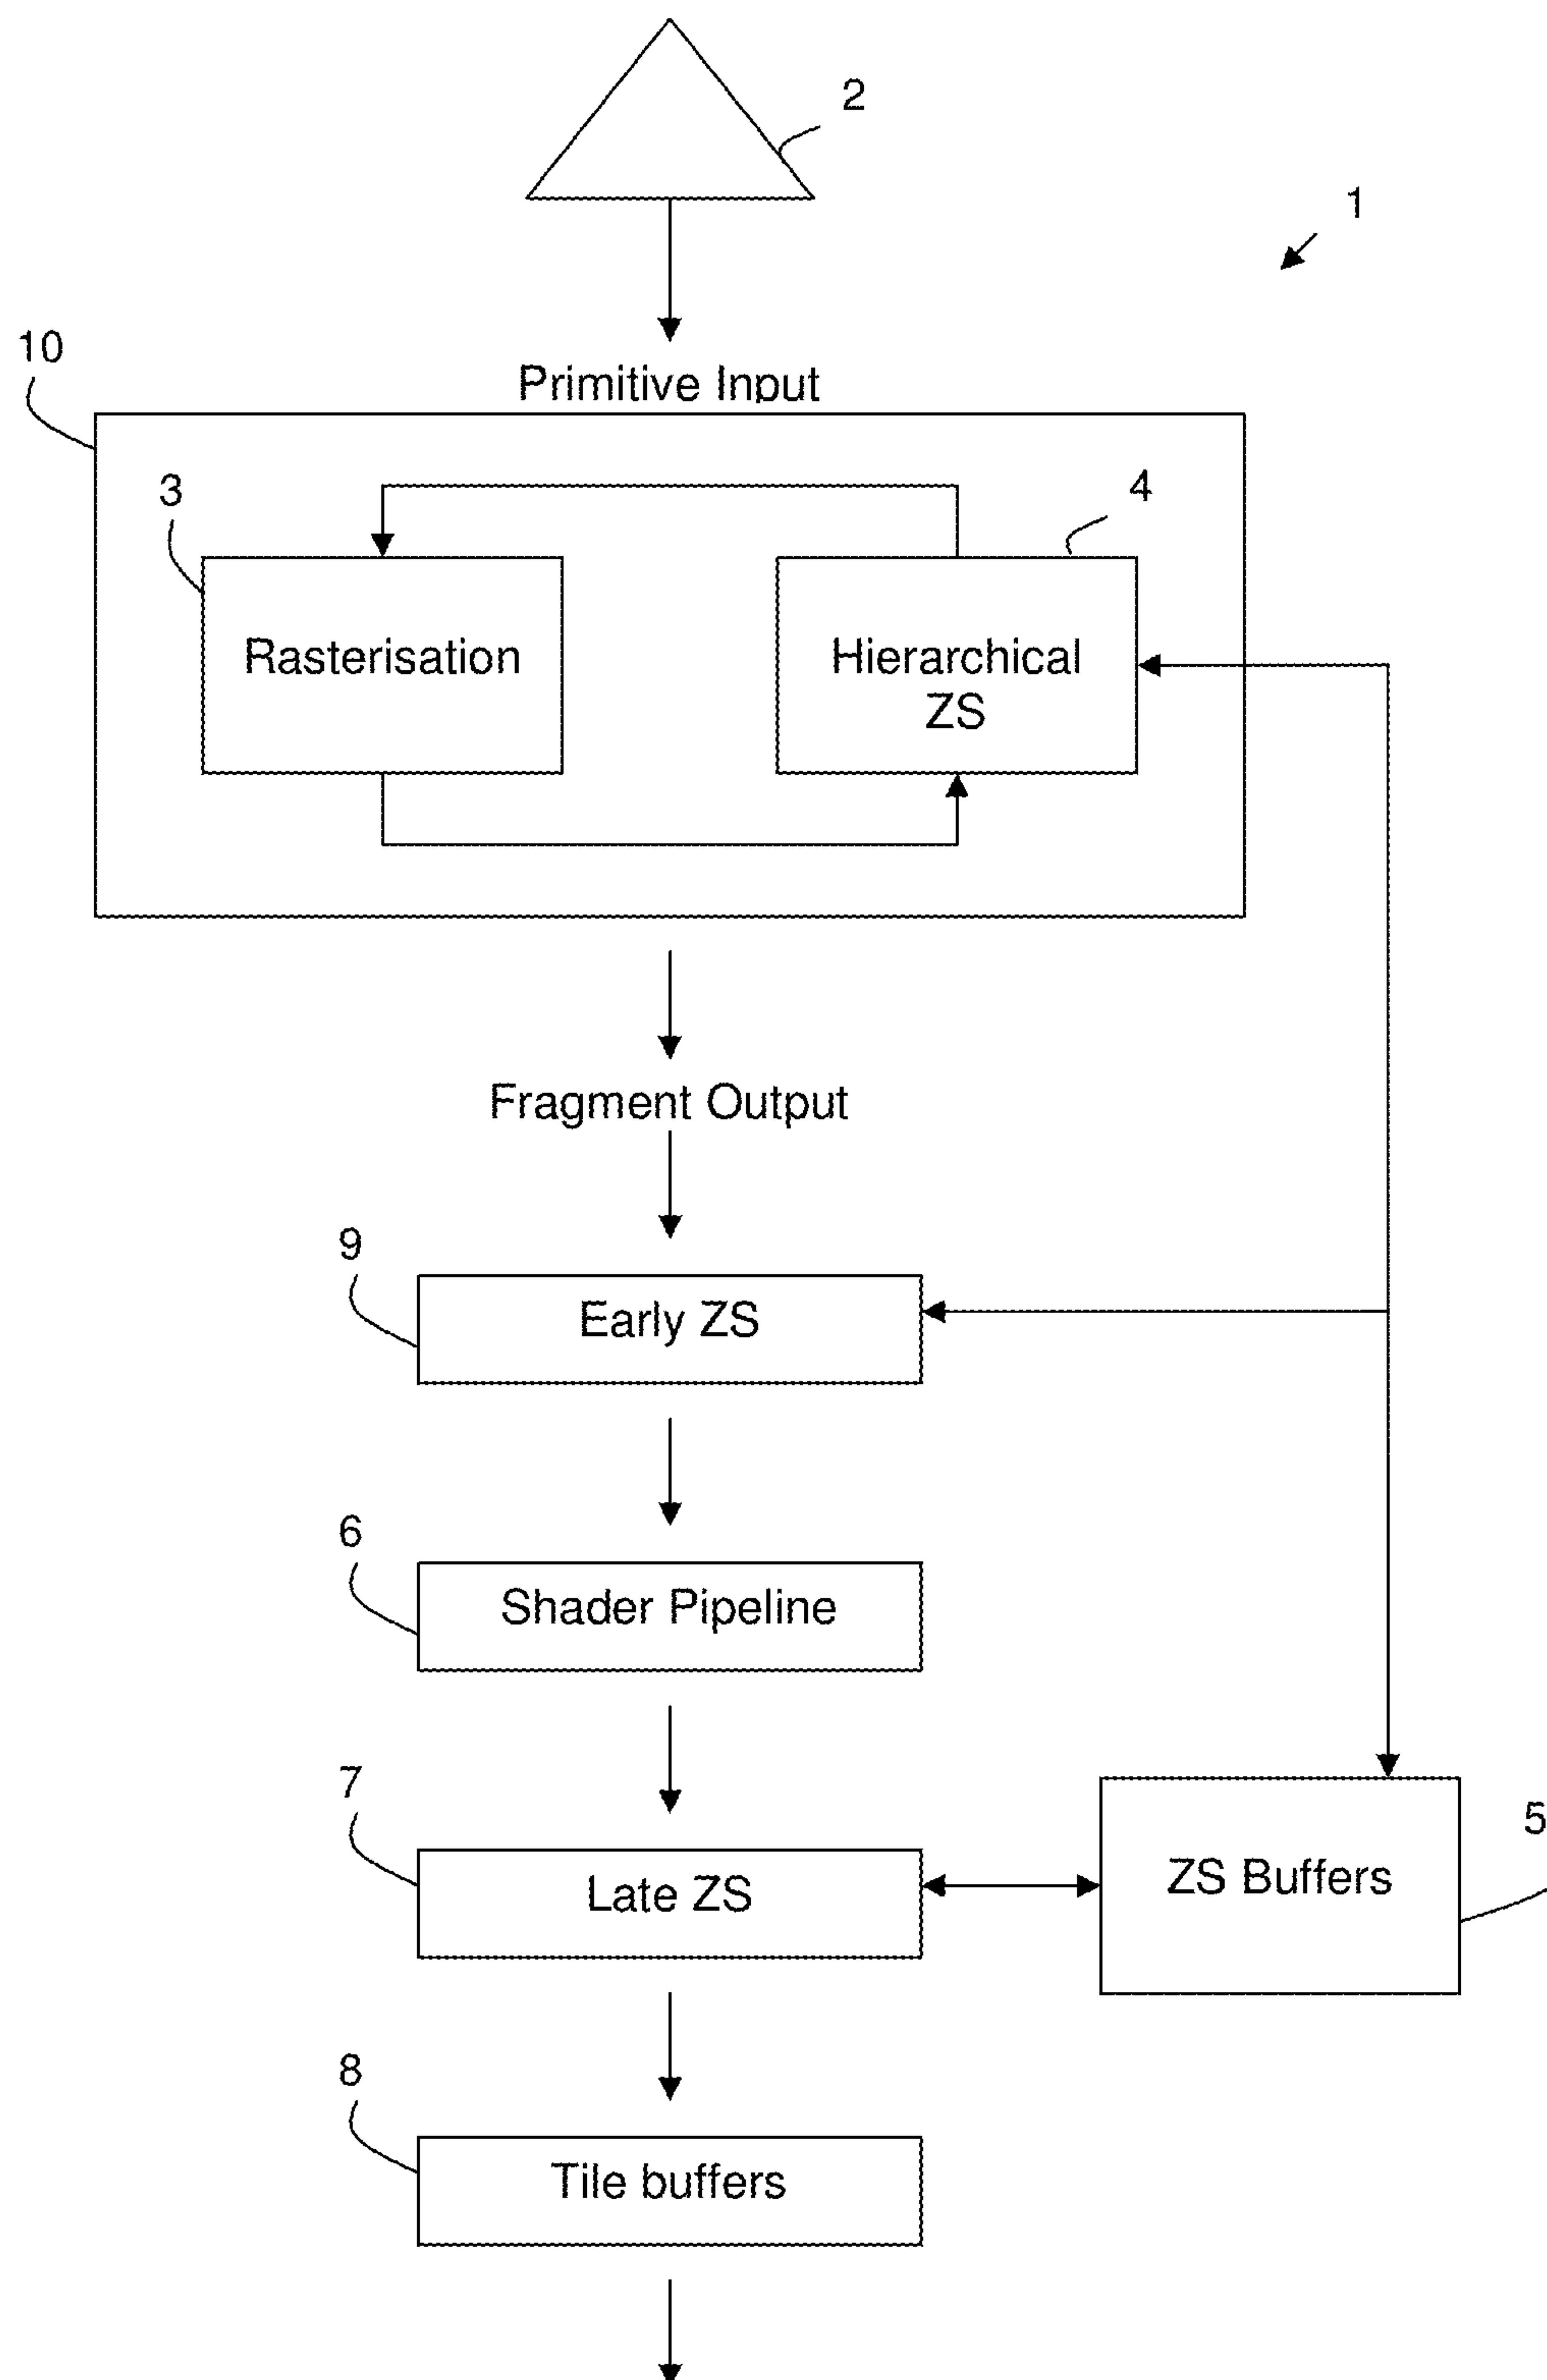 2
1
10
Primitive Input
3
4
Rasterisation
Hierarchical
ZS
Fragment Output
9
Early ZS
6
Shader Pipeline
7
5
Late ZS
ZS Buffers
8
Tile buffers